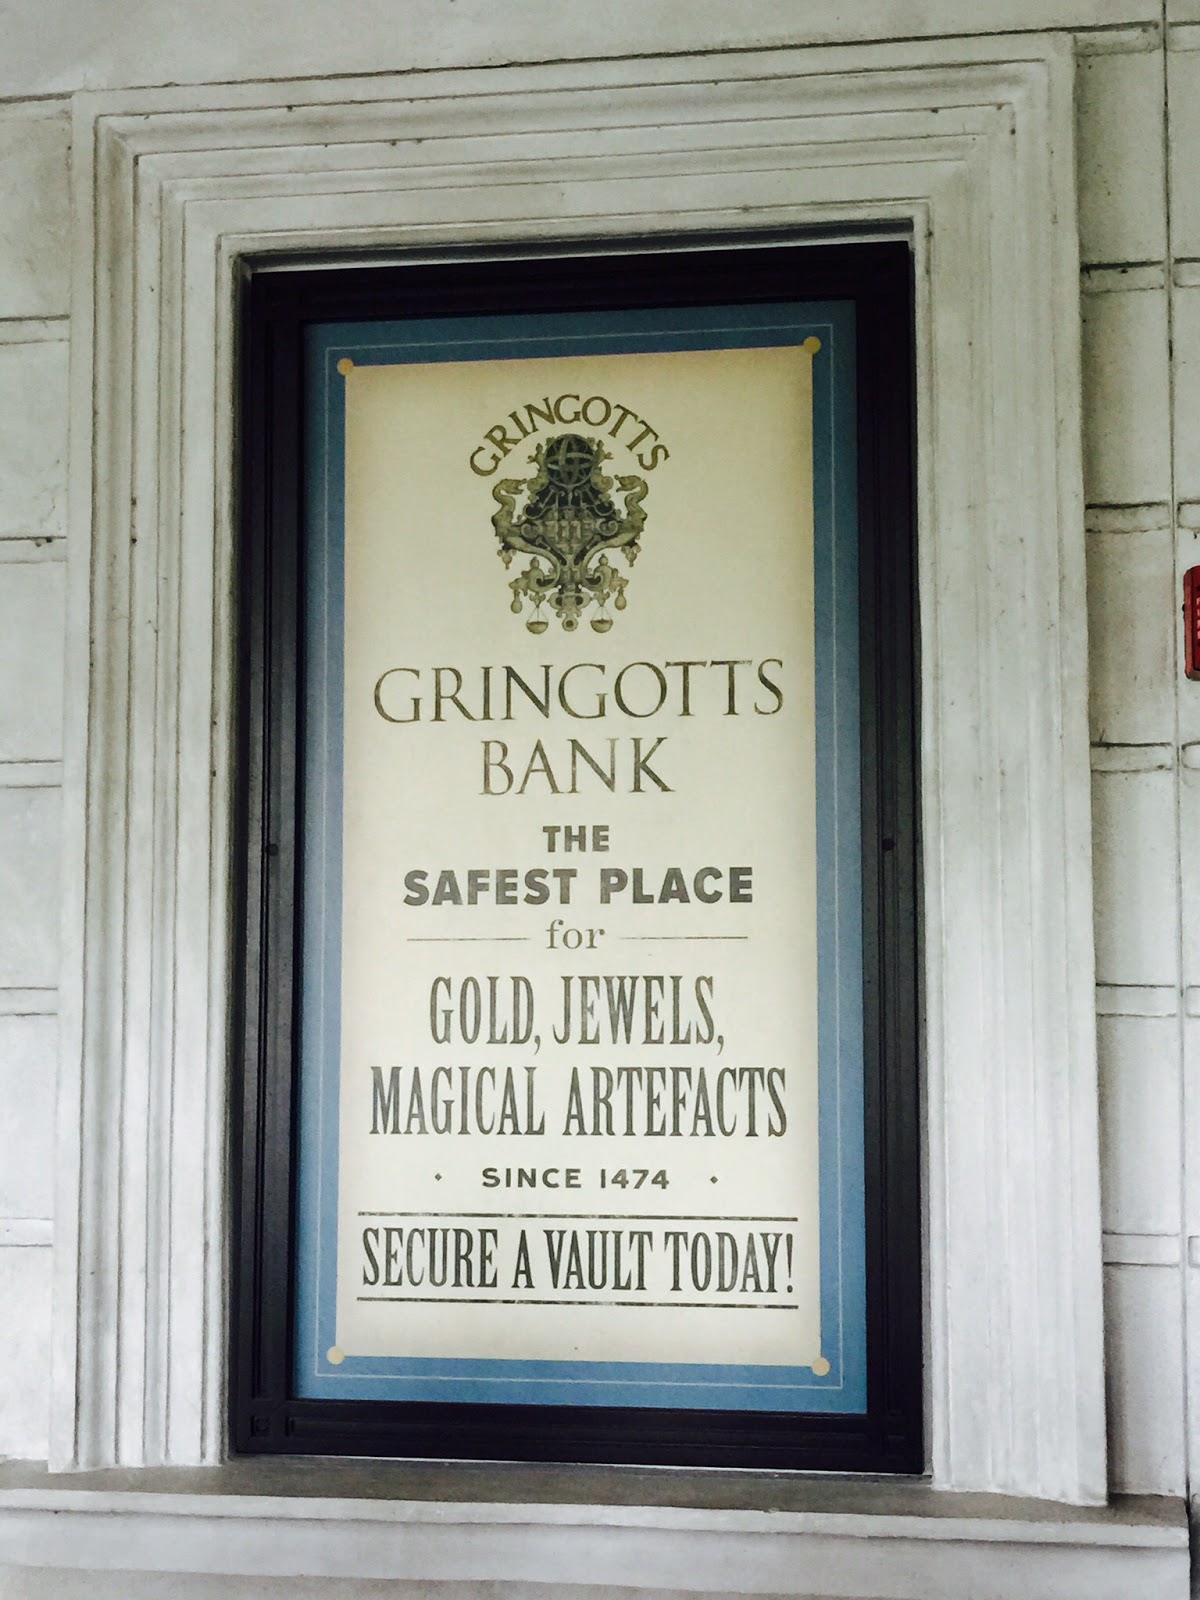 GRINGOTTS
GRINGOTTS
BANK
THE
SAFEST PLACE
for
GOLD, JEWELS,
MAGICAL ARTEFACTS
· SINCE 1474 ·
SECURE A VAULT TODAY!